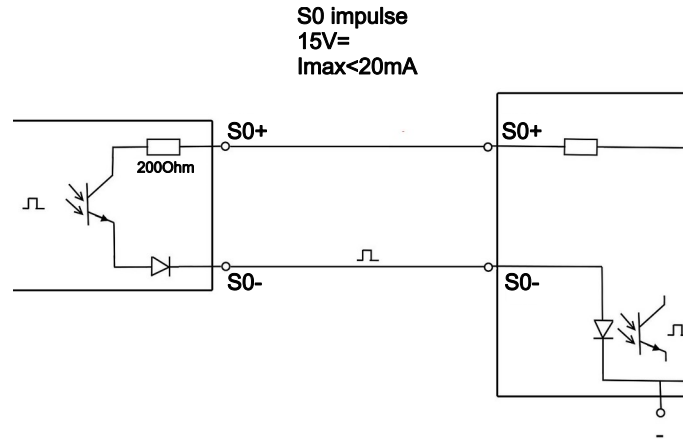 S0 impulse
15V=
Imax<20mA
S0+
S0+
200Ohm
S0-
S0-
-